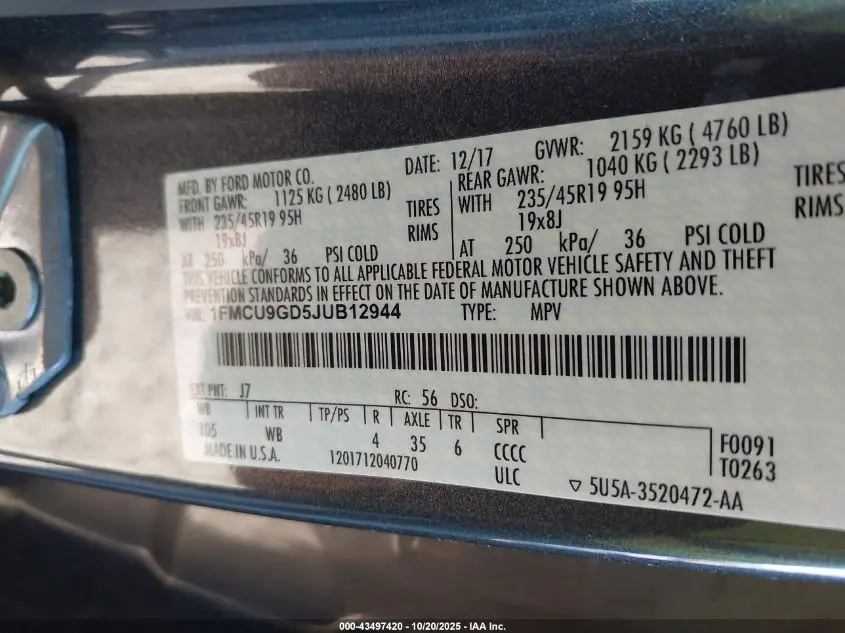 MFD. BY FORD MOTOR CO.
DATE: 12/17 GVWR: 2159 KG ( 4760 LB)
FRONT GAWR: 1125 KG ( 2480 LB) REAR GAWR: 1040 KG ( 2293 LB)
WITH 235/45R19 95H TIRES WITH 235/45R19 95H TIRES
19x8J RIMS 19x8J RIMS
AT 250 kPa/ 36 PSI COLD AT 250 kPa/ 36 PSI COLD
THIS VEHICLE CONFORMS TO ALL APPLICABLE FEDERAL MOTOR VEHICLE SAFETY AND THEFT
PREVENTION STANDARDS IN EFFECT ON THE DATE OF MANUFACTURE SHOWN ABOVE.
VIN: 1FMCU9GD5JUB12944 TYPE: MPV
EXT PNT: J7 RC: 56 DSO:
WB INT TR TP/PS R AXLE TR SPR
105 WB 4 35 6 CCCC F0091
MADE IN U.S.A. 1201712040770 ULC T0263
5U5A-3520472-AA
000-43497420 - 10/20/2025 - IAA Inc.